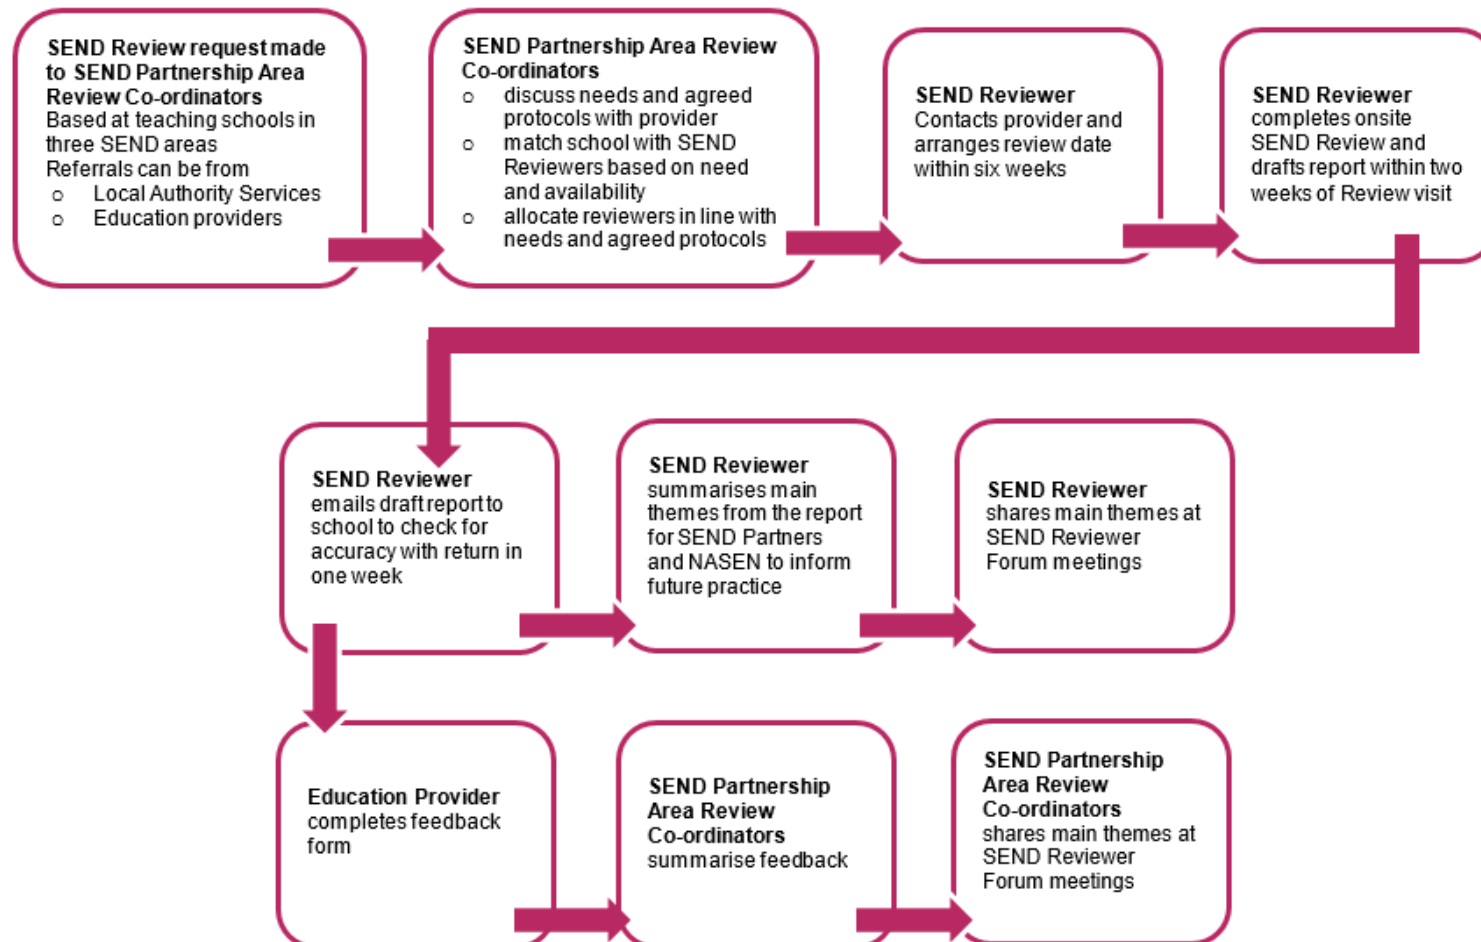 SEND Review request made
to SEND Partnership Area
Review Co-ordinators
Based at teaching schools in
three SEND areas
Referrals can be from
o Local Authority Services
o Education providers
SEND Partnership Area Review
Co-ordinators
o discuss needs and agreed
protocols with provider
o match school with SEND
Reviewers based on need
and availability
o allocate reviewers in line with
needs and agreed protocols
SEND Reviewer
Contacts provider and
arranges review date
within six weeks
SEND Reviewer
completes onsite
SEND Review and
drafts report within two
weeks of Review visit
SEND Reviewer
emails draft report to
school to check for
accuracy with return in
one week
SEND Reviewer
summarises main
themes from the report
for SEND Partners
and NASEN to inform
future practice
SEND Reviewer
shares main themes at
SEND Reviewer
Forum meetings
Education Provider
completes feedback
form
SEND Partnership
Area Review
Co-ordinators
summarise feedback
SEND Partnership
Area Review
Co-ordinators
shares main themes at
SEND Reviewer
Forum meetings